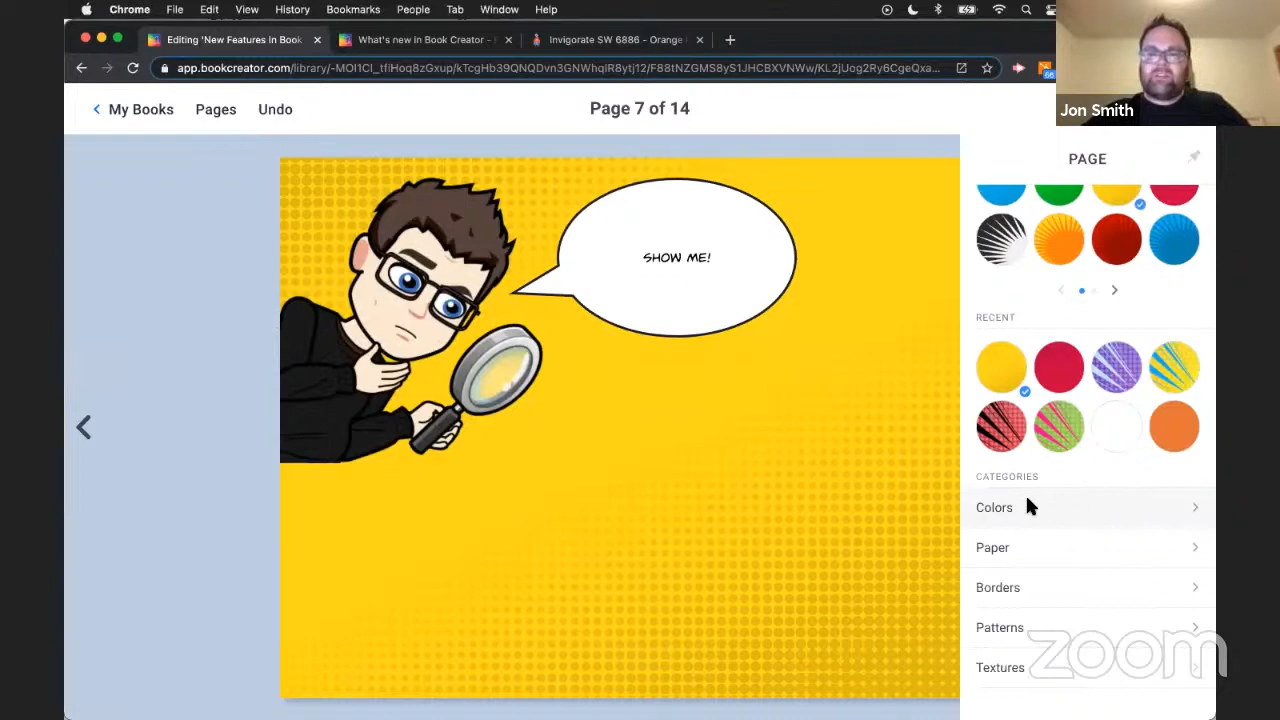 Chrome File Edit View History Bookmarks People Tab Window Help
Editing 'New Features In Book
What's new in Book Creator -
Invigorate SW 6886 - Orange
Jon Smith
My Books Pages Undo
Page 7 of 14
PAGE
SHOW ME!
RECENT
CATEGORIES
Colors
Paper
Borders
Patterns
Textures
zoom